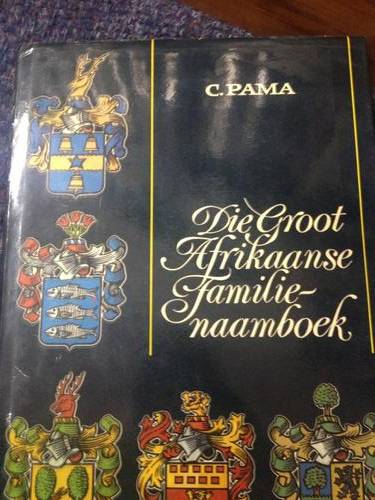 C. PAMA
Die Groot
Afrikaanse
Familie-
naamboek